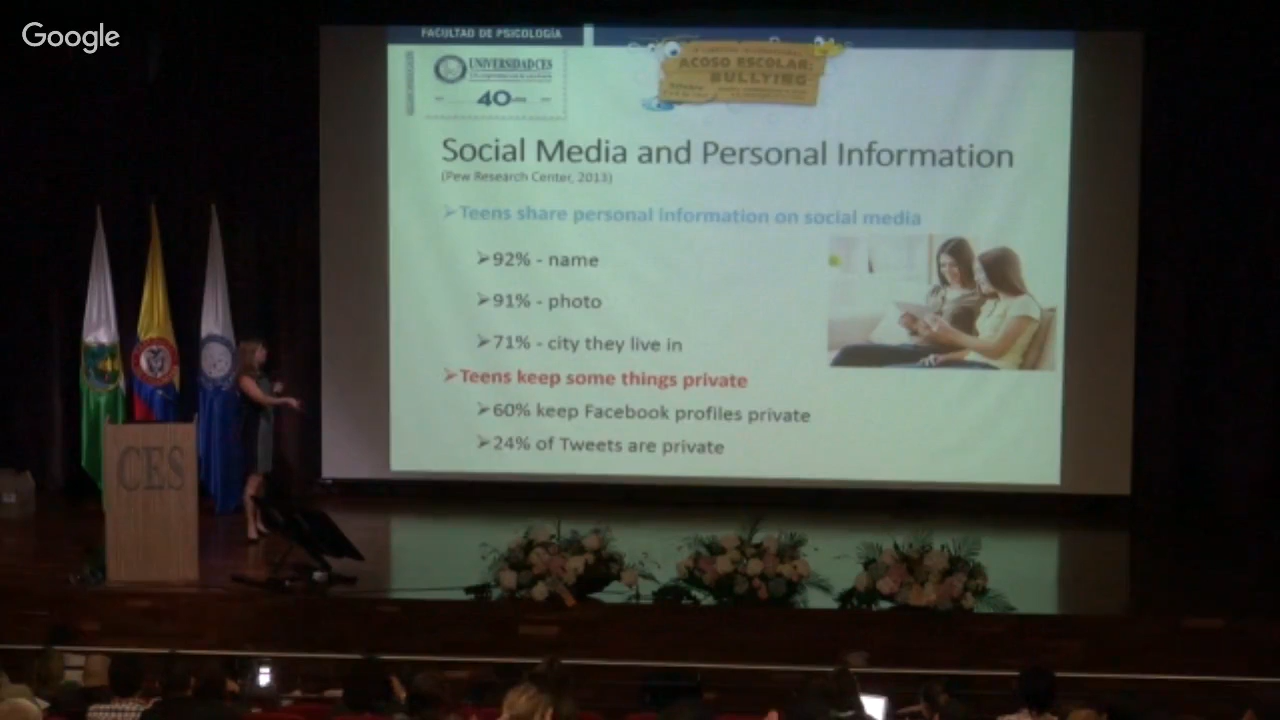 Google
FACULTAD DE PSICOLOGÍA
UNIVERSIDAD CES
40
ACOSO ESCOLAR:
BULLYING
Social Media and Personal Information
(Pew Research Center, 2013)
➢Teens share personal information on social media
➢92% - name
➢91% - photo
➢71% - city they live in
➢Teens keep some things private
➢60% keep Facebook profiles private
➢24% of Tweets are private
CES